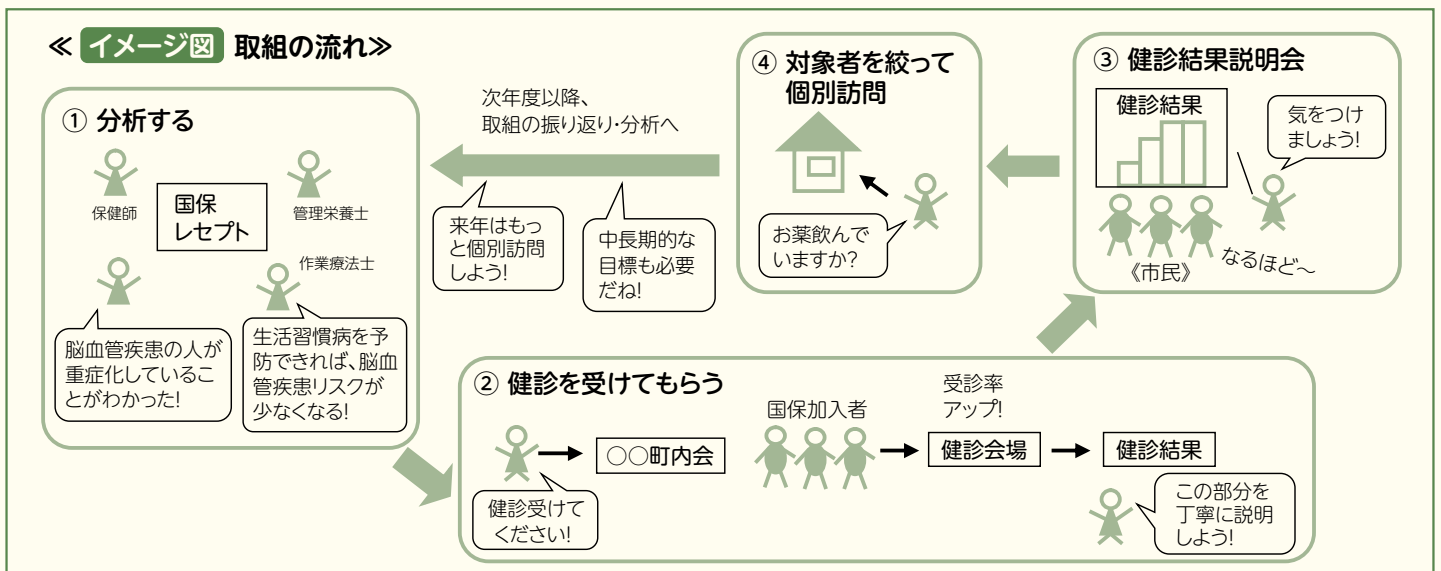 ≪ イメージ図 取組の流れ≫
① 分析する
保健師
国保
レセプト
管理栄養士
作業療法士
脳血管疾患の人が
重症化しているこ
とがわかった!
生活習慣病を予
防できれば、脳血
管疾患リスクが
少なくなる!
② 健診を受けてもらう
健診受けて
ください!
○○町内会
国保加入者
受診率
アップ!
健診会場
健診結果
この部分を
丁寧に説明
しよう!
③ 健診結果説明会
健診結果
気をつけ
ましょう!
《市民》
なるほど～
④ 対象者を絞って
個別訪問
お薬飲んで
いますか?
次年度以降、
取組の振り返り・分析へ
来年はもっ
と個別訪問
しよう!
中長期的な
目標も必要
だね!